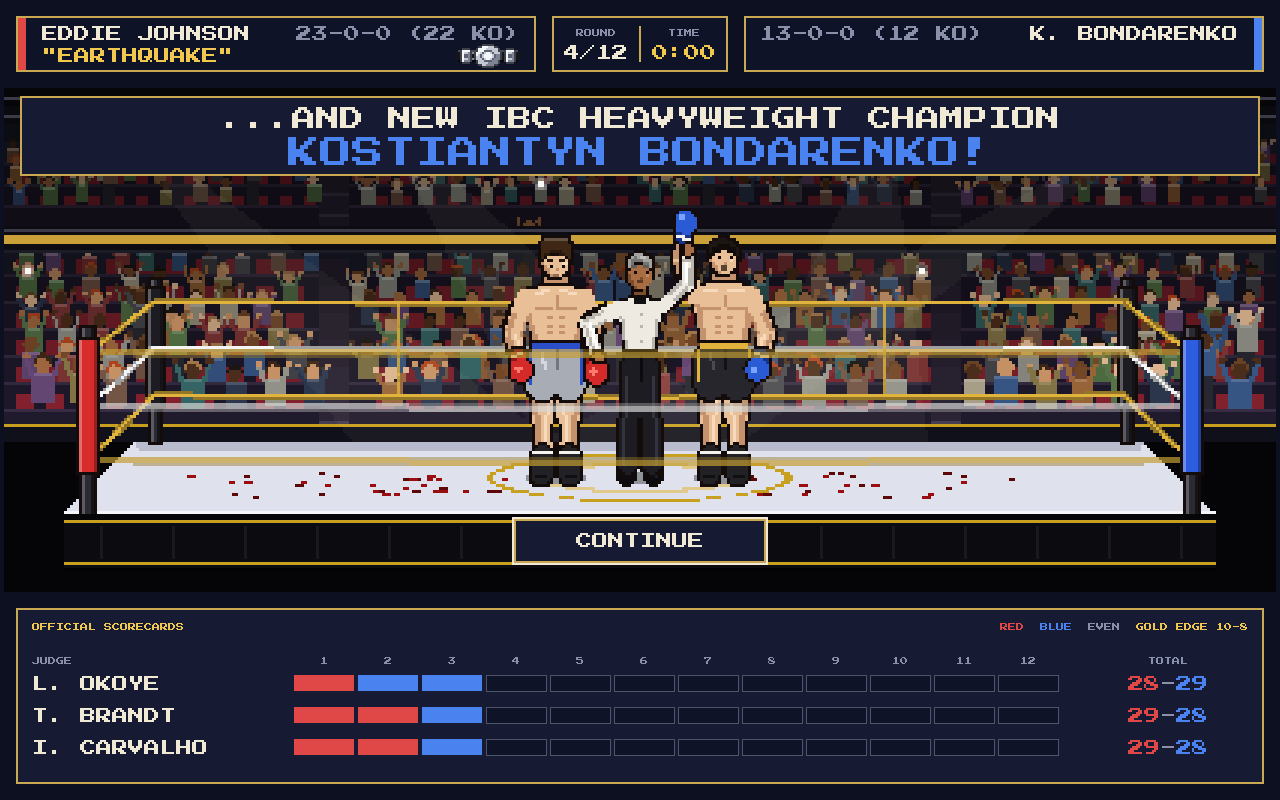 EDDIE JOHNSON 23-0-0 (22 KO)
"EARTHQUAKE"
ROUND TIME
4/12 0:00
13-0-0 (12 KO) K. BONDARENKO
...AND NEW IBC HEAVYWEIGHT CHAMPION
KOSTIANTYN BONDARENKO!
CONTINUE
OFFICIAL SCORECARDS RED BLUE EVEN GOLD EDGE 10-8
JUDGE 1 2 3 4 5 6 7 8 9 10 11 12 TOTAL
L. OKOYE 28-29
T. BRANDT 29-28
I. CARVALHO 29-28